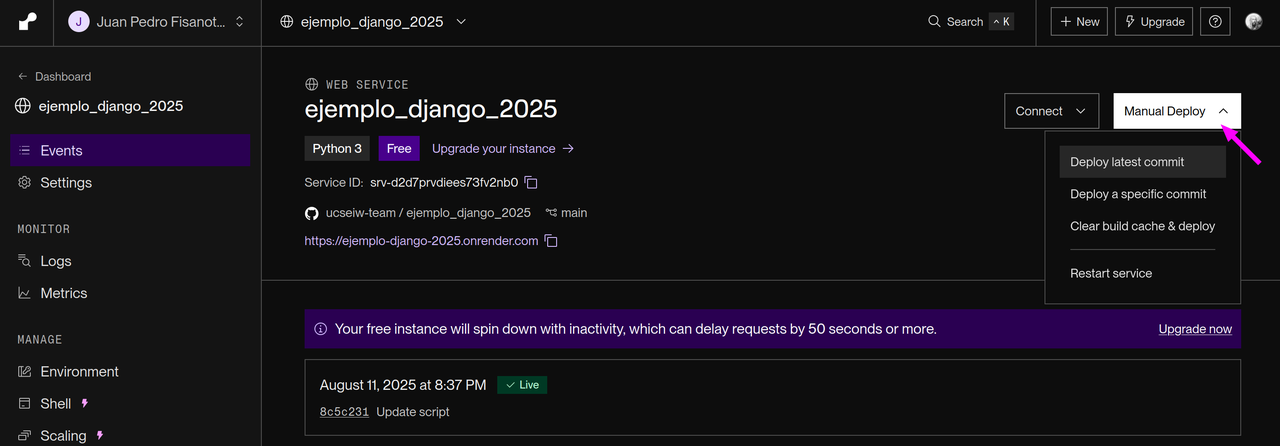 J Juan Pedro Fisanot...
ejemplo_django_2025
Search ^ K
+ New
Upgrade
← Dashboard
ejemplo_django_2025
Events
Settings
MONITOR
Logs
Metrics
MANAGE
Environment
Shell
Scaling
WEB SERVICE
ejemplo_django_2025
Python 3 Free Upgrade your instance →
Service ID: srv-d2d7prvdiees73fv2nb0
ucseiw-team / ejemplo_django_2025 main
https://ejemplo-django-2025.onrender.com
Connect
Manual Deploy
Deploy latest commit
Deploy a specific commit
Clear build cache & deploy
Restart service
Your free instance will spin down with inactivity, which can delay requests by 50 seconds or more. Upgrade now
August 11, 2025 at 8:37 PM ✓ Live
8c5c231 Update script